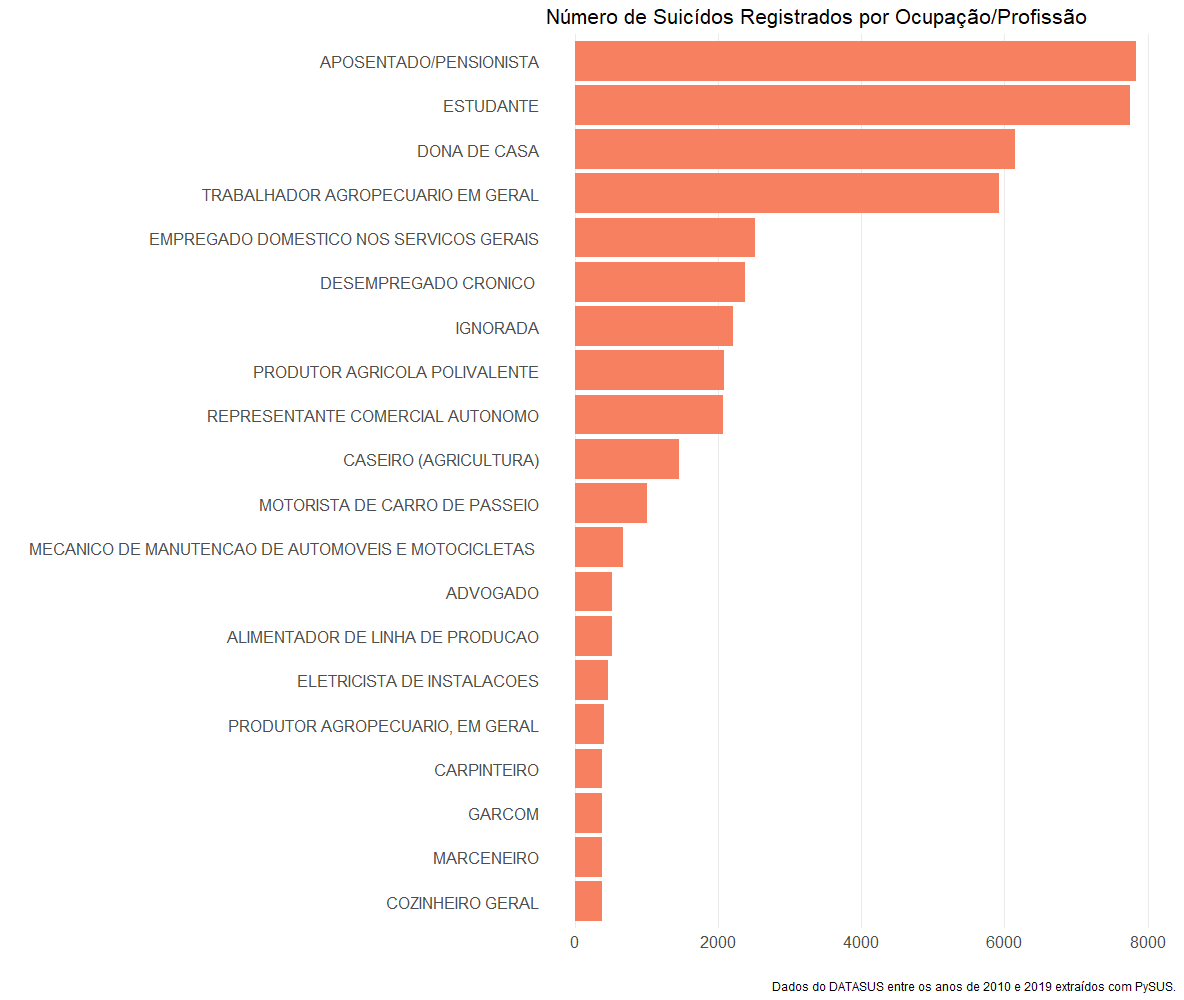 Número de Suicídos Registrados por Ocupação/Profissão
APOSENTADO/PENSIONISTA
ESTUDANTE
DONA DE CASA
TRABALHADOR AGROPECUARIO EM GERAL
EMPREGADO DOMESTICO NOS SERVICOS GERAIS
DESEMPREGADO CRONICO
IGNORADA
PRODUTOR AGRICOLA POLIVALENTE
REPRESENTANTE COMERCIAL AUTONOMO
CASEIRO (AGRICULTURA)
MOTORISTA DE CARRO DE PASSEIO
MECANICO DE MANUTENCAO DE AUTOMOVEIS E MOTOCICLETAS
ADVOGADO
ALIMENTADOR DE LINHA DE PRODUCAO
ELETRICISTA DE INSTALACOES
PRODUTOR AGROPECUARIO, EM GERAL
CARPINTEIRO
GARCOM
MARCENEIRO
COZINHEIRO GERAL
0 2000 4000 6000 8000
Dados do DATASUS entre os anos de 2010 e 2019 extraídos com PySUS.